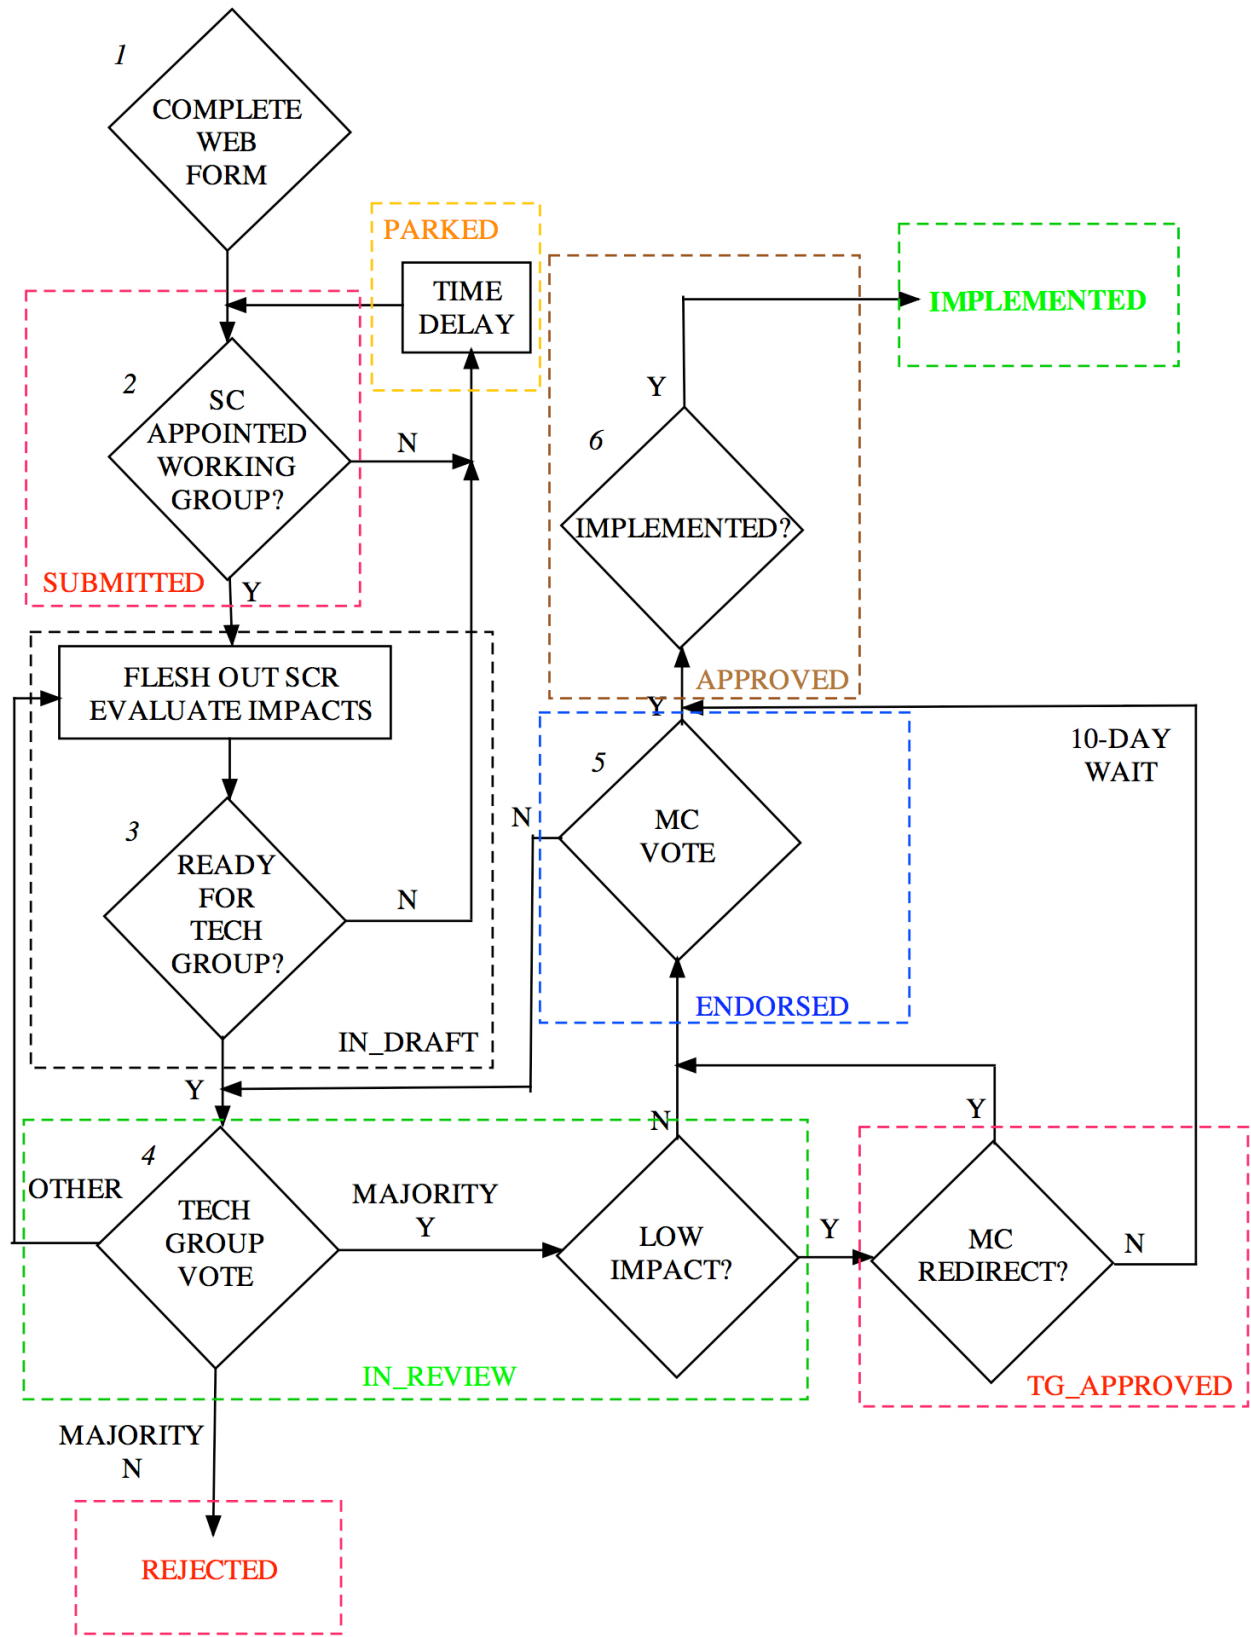 1
COMPLETE
WEB
FORM
PARKED
TIME
DELAY
IMPLEMENTED
2
SC
APPOINTED
WORKING
GROUP?
N
SUBMITTED
Y
Y
6
IMPLEMENTED?
APPROVED
FLESH OUT SCR
EVALUATE IMPACTS
Y
10-DAY
WAIT
5
MC
VOTE
N
ENDORSED
3
READY
FOR
TECH
GROUP?
N
IN_DRAFT
Y
4
OTHER
TECH
GROUP
VOTE
MAJORITY
Y
N
LOW
IMPACT?
Y
Y
MC
REDIRECT?
N
IN_REVIEW
TG_APPROVED
MAJORITY
N
REJECTED